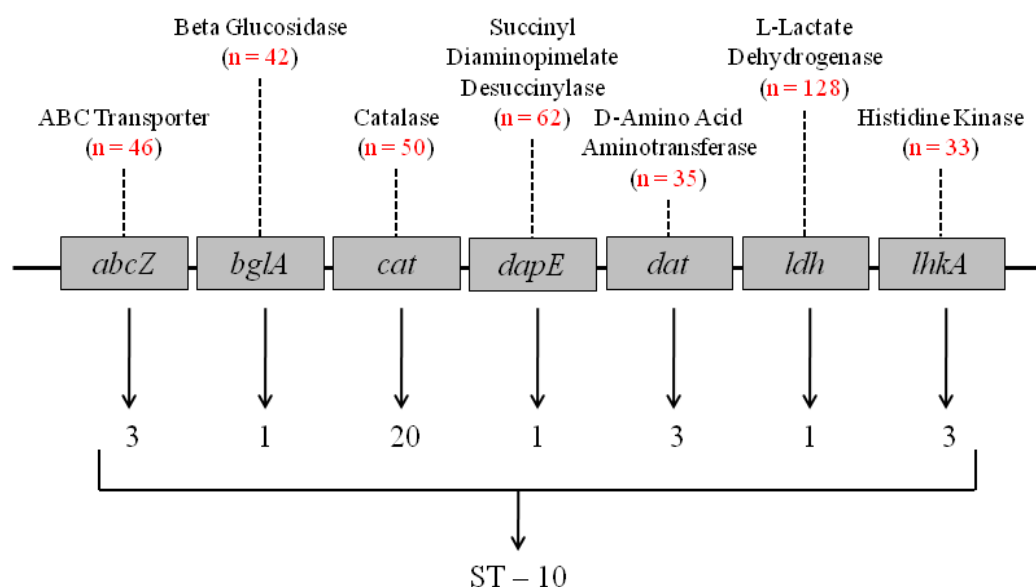 Beta Glucosidase
(n = 42)
Succinyl
Diaminopimelate
Desuccinylase
(n = 62)
L-Lactate
Dehydrogenase
(n = 128)
ABC Transporter
(n = 46)
Catalase
(n = 50)
D-Amino Acid
Aminotransferase
(n = 35)
Histidine Kinase
(n = 33)
abcZ bglA cat dapE dat ldh lhkA
3 1 20 1 3 1 3
ST – 10